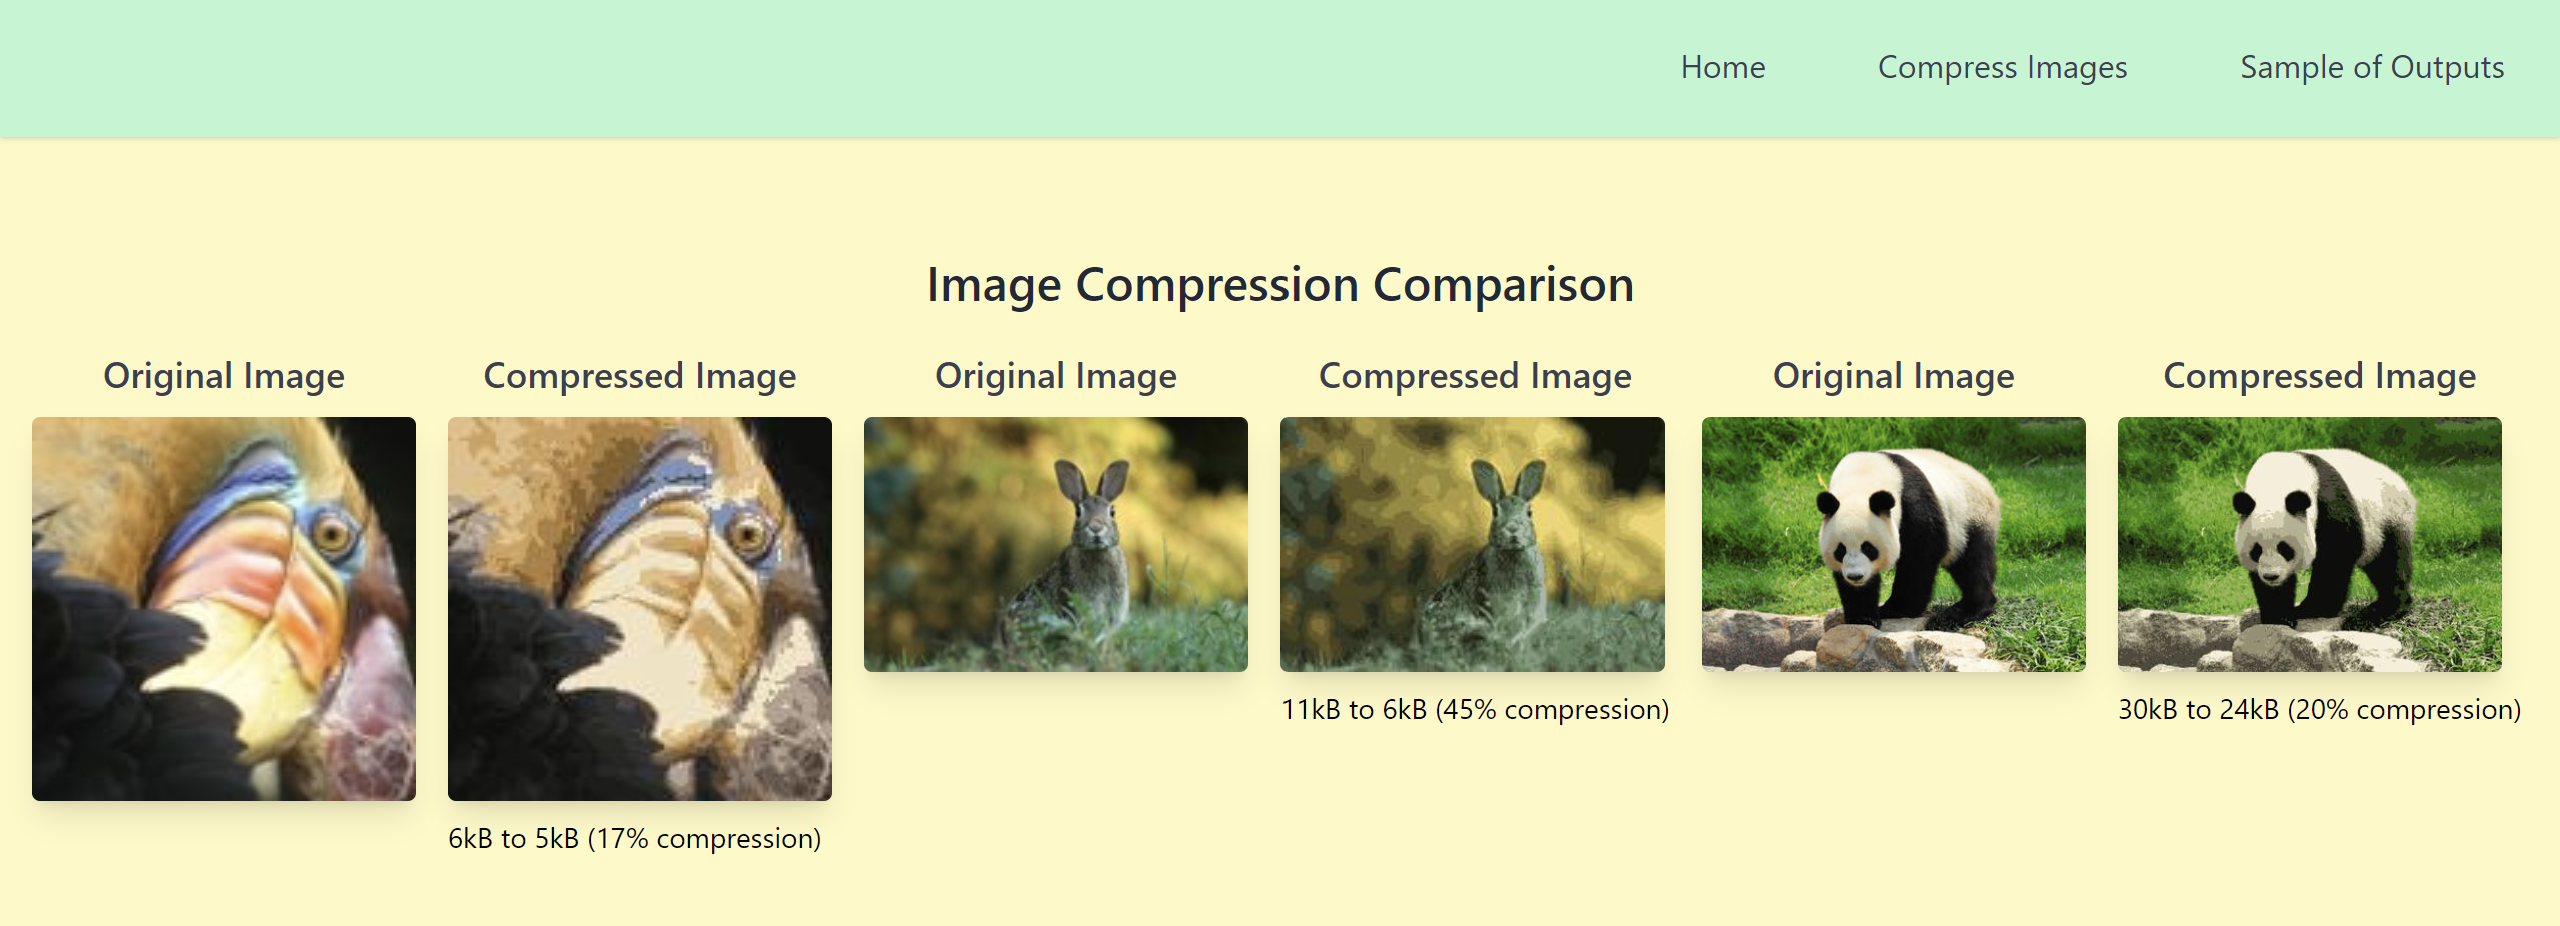 Home Compress Images Sample of Outputs
Image Compression Comparison
Original Image Compressed Image Original Image Compressed Image Original Image Compressed Image
11kB to 6kB (45% compression) 30kB to 24kB (20% compression)
6kB to 5kB (17% compression)